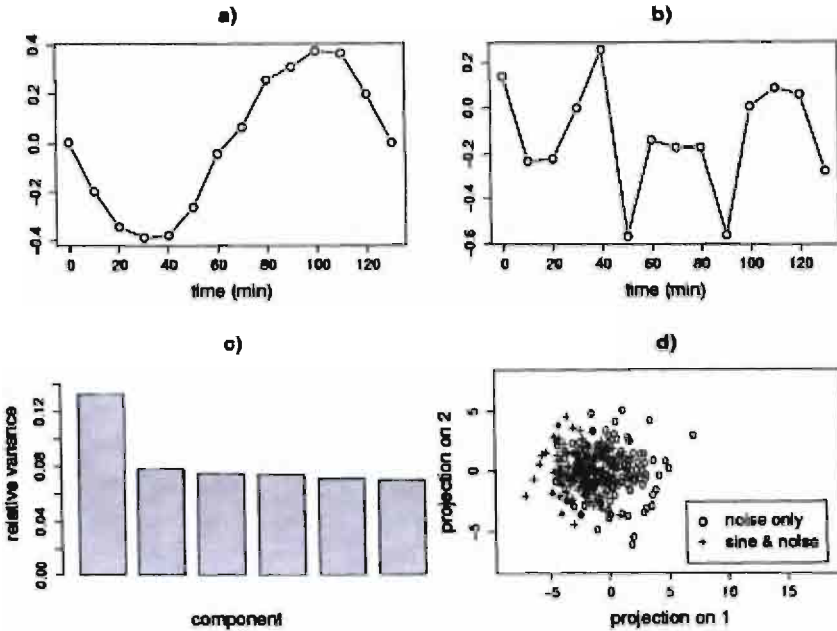 a)
0.4
0.2
0.0
-0.2
-0.4
0 20 40 60 80 100 120
time (min)
b)
0.2
0.0
-0.2
-0.4
-0.6
0 20 40 60 80 100 120
time (min)
c)
relative variance
0.12
0.08
0.04
0.00
component
d)
projection on 2
5
0
-5
o noise only
+ sine & noise
-5 0 5 10 15
projection on 1